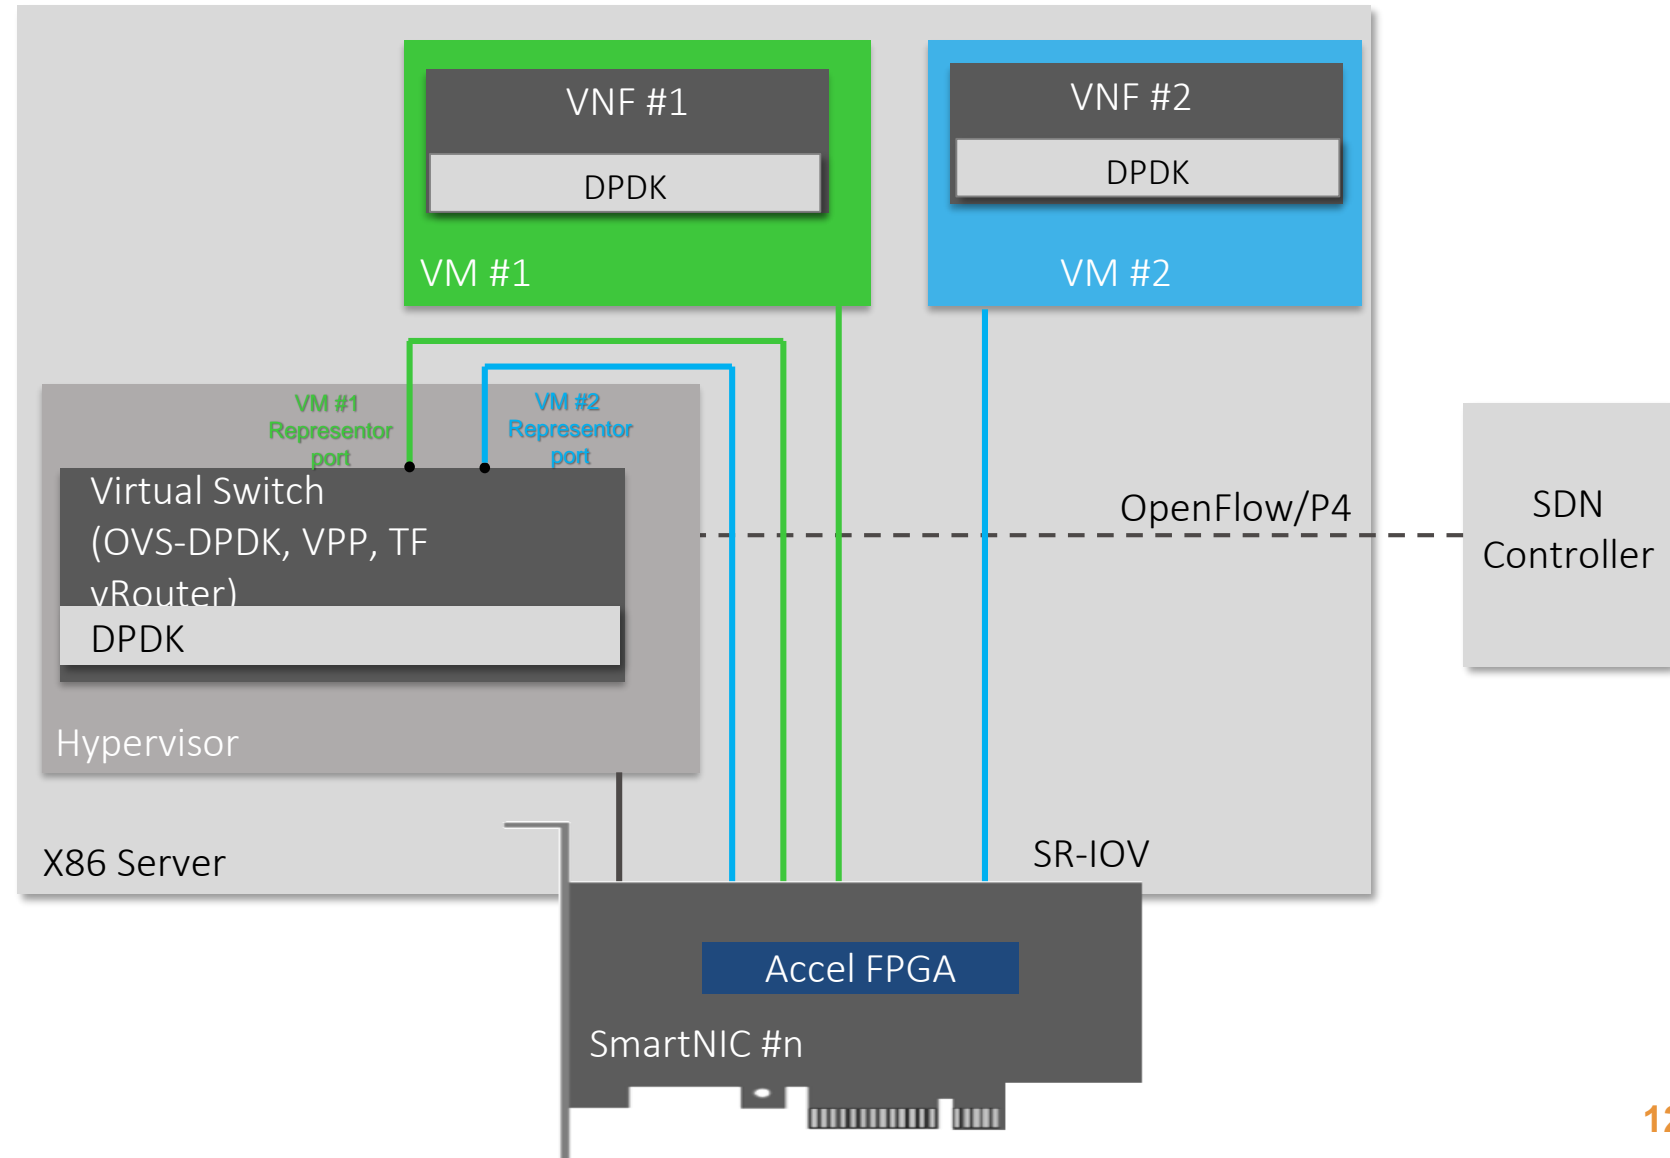 VNF #1
DPDK
VM #1
VNF #2
DPDK
VM #2
VM #1
Representor
port
VM #2
Representor
port
Virtual Switch
(OVS-DPDK, VPP, TF
vRouter)
DPDK
Hypervisor
X86 Server
OpenFlow/P4
SDN
Controller
SR-IOV
Accel FPGA
SmartNIC #n
12